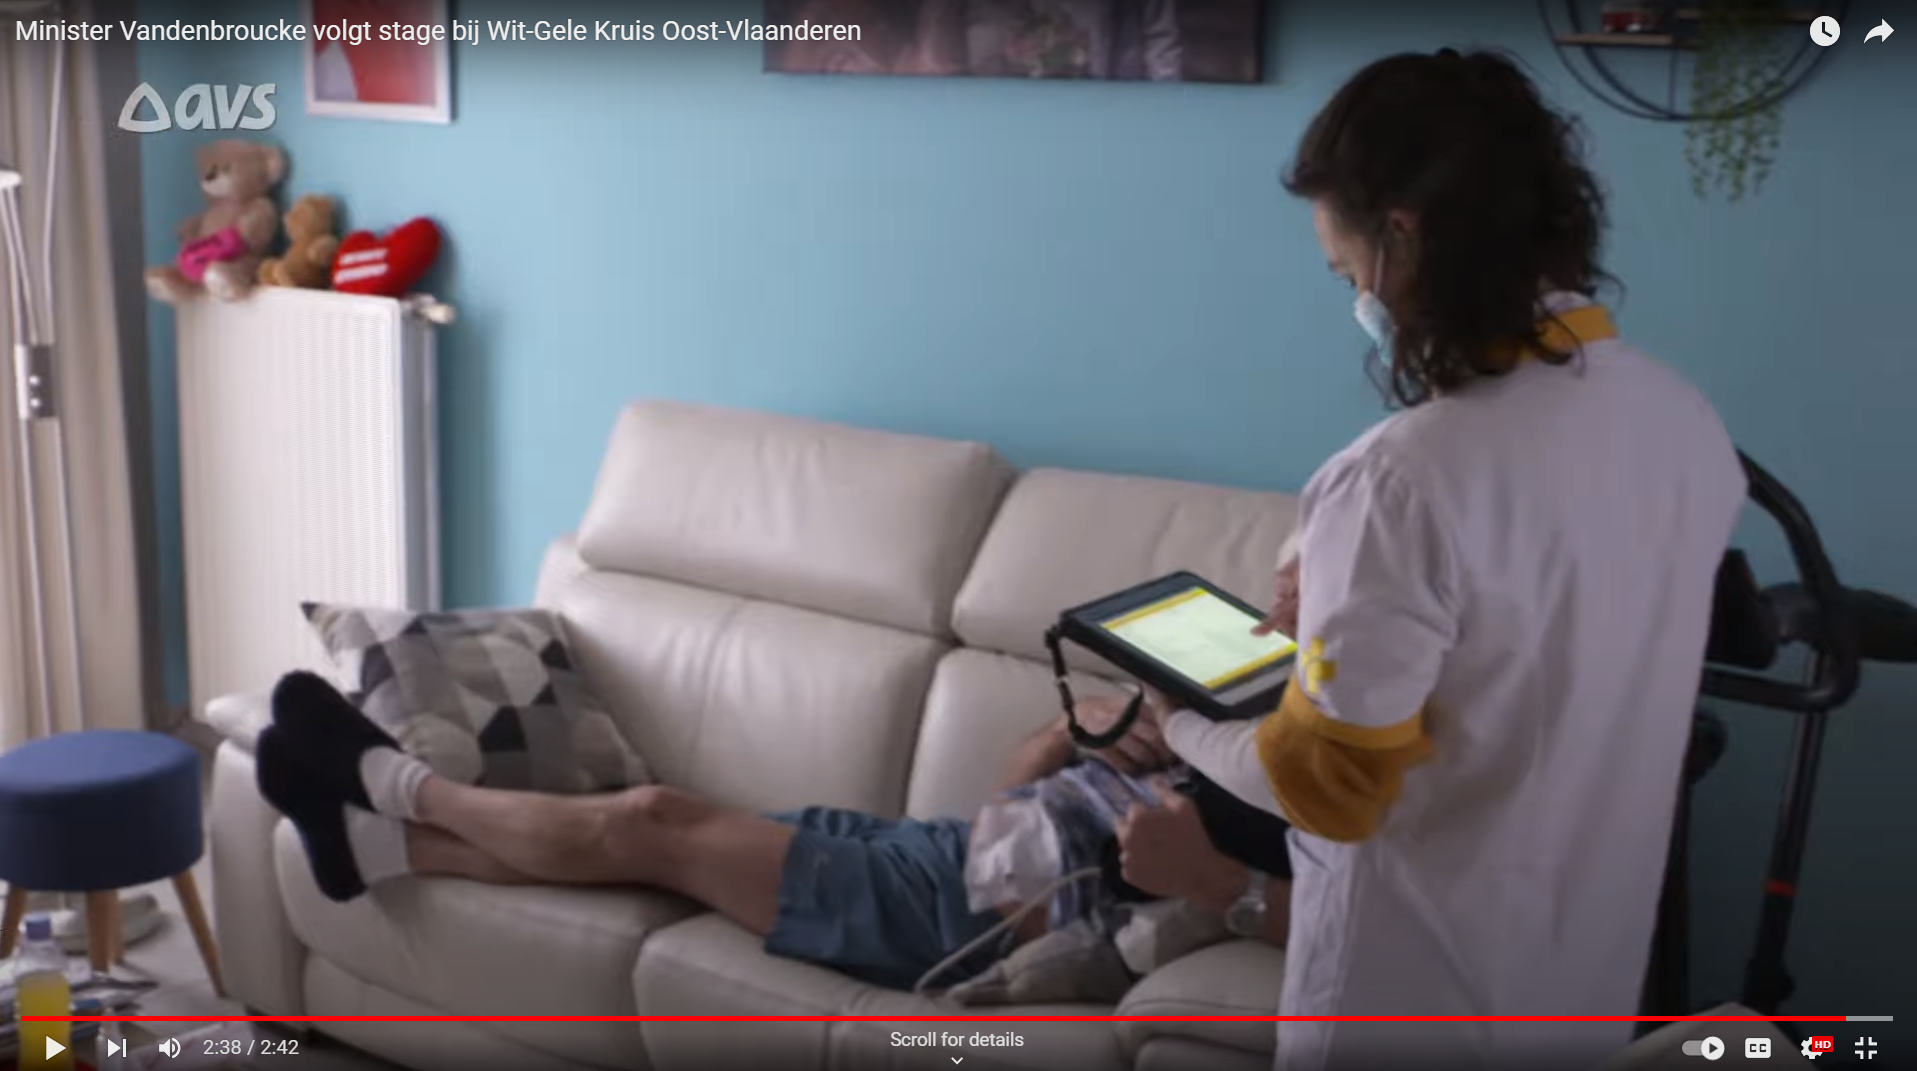 Minister Vandenbroucke volgt stage bij Wit-Gele Kruis Oost-Vlaanderen
avs
Scroll for details
2:38 / 2:42
CC
HD